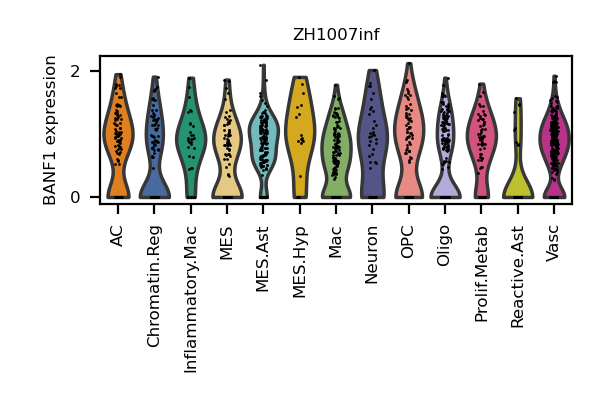 ZH1007inf
BANF1 expression
2
0
AC
Chromatin.Reg
Inflammatory.Mac
MES
MES.Ast
MES.Hyp
Mac
Neuron
OPC
Oligo
Prolif.Metab
Reactive.Ast
Vasc